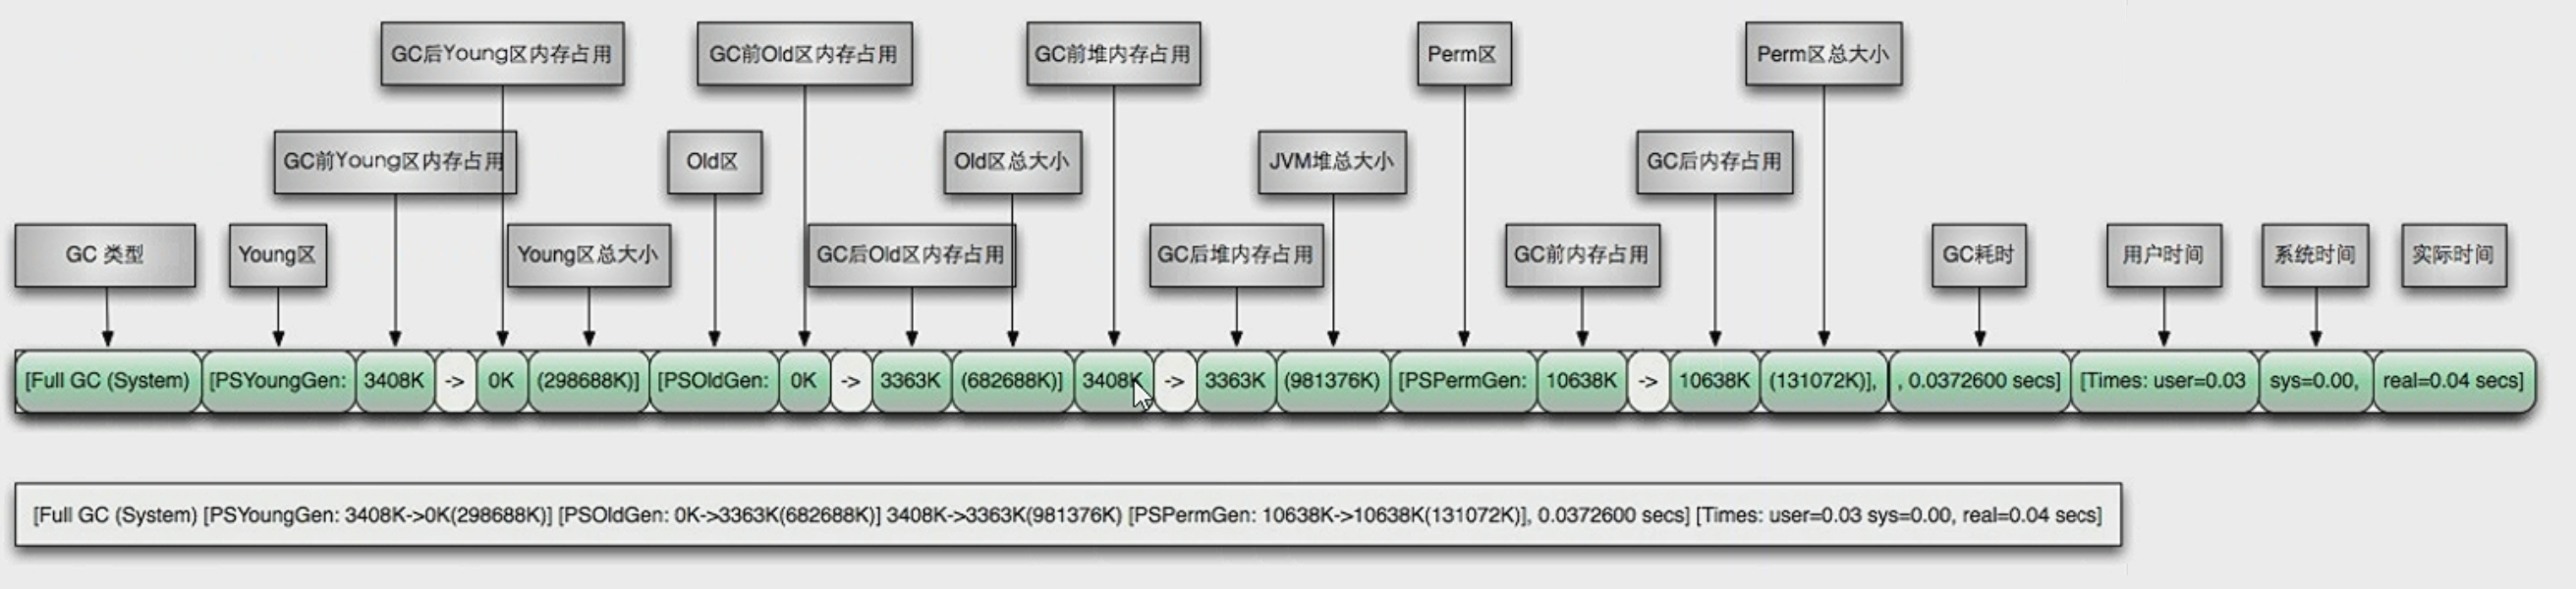 GC后Young区内存占用 GC前Old区内存占用 GC前堆内存占用 Perm区 Perm区总大小
GC前Young区内存占用 Old区 Old区总大小 JVM堆总大小 GC后内存占用
GC 类型 Young区 Young区总大小 GC后Old区内存占用 GC后堆内存占用 GC前内存占用 GC耗时 用户时间 系统时间 实际时间
[Full GC (System) [PSYoungGen: 3408K -> 0K (298688K)] [PSOldGen: 0K -> 3363K (682688K)] 3408K -> 3363K (981376K) [PSPermGen: 10638K -> 10638K (131072K)], , 0.0372600 secs] [Times: user=0.03 sys=0.00, real=0.04 secs]
[Full GC (System) [PSYoungGen: 3408K->0K(298688K)] [PSOldGen: 0K->3363K(682688K)] 3408K->3363K(981376K) [PSPermGen: 10638K->10638K(131072K)], 0.0372600 secs] [Times: user=0.03 sys=0.00, real=0.04 secs]